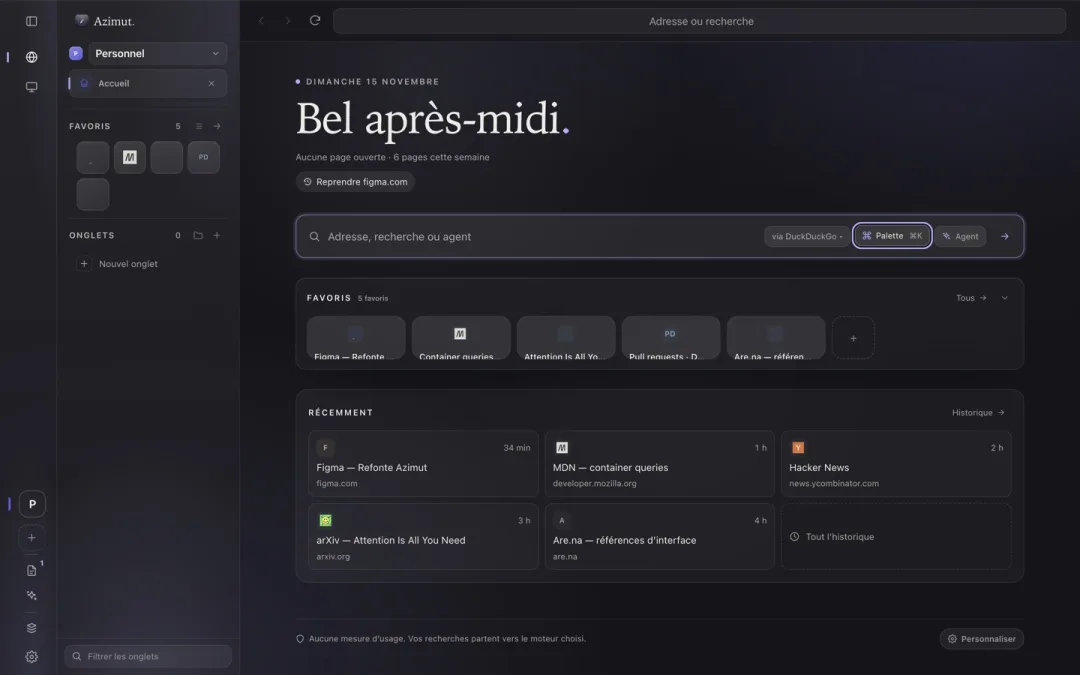 Azimut.
P
Personnel
Accueil
FAVORIS 5
M
PD
ONGLETS 0
Nouvel onglet
P
1
Filtrer les onglets
Adresse ou recherche
DIMANCHE 15 NOVEMBRE
Bel après-midi.
Aucune page ouverte · 6 pages cette semaine
Reprendre figma.com
Adresse, recherche ou agent
via DuckDuckGo
Palette ⌘K
Agent
FAVORIS 5 favoris
Tous →
M
PD
Figma — Refonte …
Container queries…
Attention Is All Yo…
Pull requests · D…
Are.na — référen…
RÉCEMMENT
Historique →
F 34 min
Figma — Refonte Azimut
figma.com
M 1 h
MDN — container queries
developer.mozilla.org
Y 2 h
Hacker News
news.ycombinator.com
3 h
arXiv — Attention Is All You Need
arxiv.org
A 4 h
Are.na — références d'interface
are.na
Tout l'historique
Aucune mesure d'usage. Vos recherches partent vers le moteur choisi.
Personnaliser